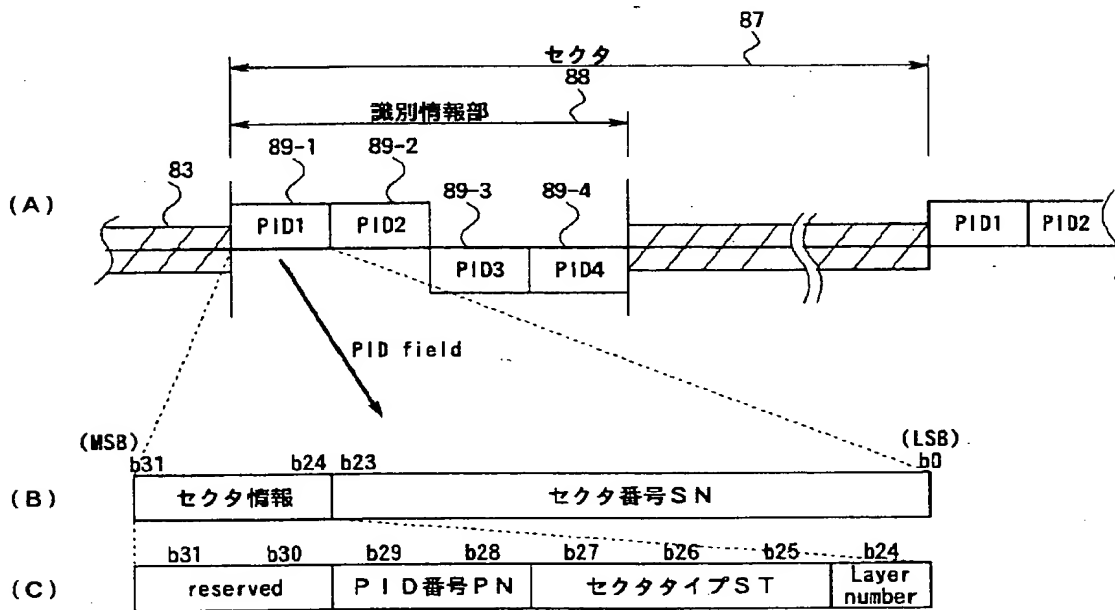 87
セクタ
88
識別情報部
83
89-1
89-2
89-3
89-4
(A)
PID1
PID2
PID3
PID4
PID1
PID2
PID field
(MSB)
(LSB)
b31
b24
b23
b0
(B)
セクタ情報
セクタ番号SN
b31
b30
b29
b28
b27
b26
b25
b24
(C)
reserved
PID番号PN
セクタタイプST
Layer
number